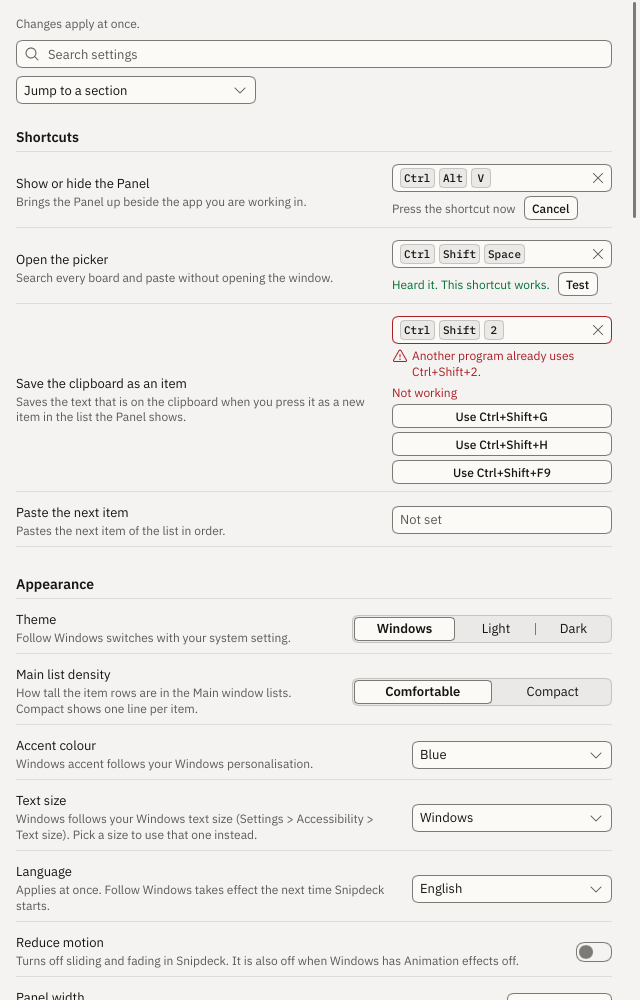 Changes apply at once.
Search settings
Jump to a section
Shortcuts
Show or hide the Panel
Brings the Panel up beside the app you are working in.
Ctrl Alt V
Press the shortcut now Cancel
Open the picker
Search every board and paste without opening the window.
Ctrl Shift Space
Heard it. This shortcut works. Test
Save the clipboard as an item
Saves the text that is on the clipboard when you press it as a new
item in the list the Panel shows.
Ctrl Shift 2
Another program already uses
Ctrl+Shift+2.
Not working
Use Ctrl+Shift+G
Use Ctrl+Shift+H
Use Ctrl+Shift+F9
Paste the next item
Pastes the next item of the list in order.
Not set
Appearance
Theme
Follow Windows switches with your system setting.
Windows Light Dark
Main list density
How tall the item rows are in the Main window lists.
Compact shows one line per item.
Comfortable Compact
Accent colour
Windows accent follows your Windows personalisation.
Blue
Text size
Windows follows your Windows text size (Settings > Accessibility >
Text size). Pick a size to use that one instead.
Windows
Language
Applies at once. Follow Windows takes effect the next time Snipdeck
starts.
English
Reduce motion
Turns off sliding and fading in Snipdeck. It is also off when Windows has Animation effects off.
Panel width